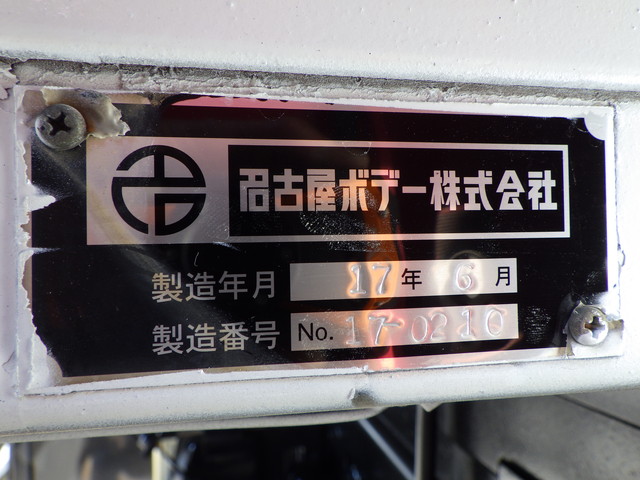 名古屋ボデー株式会社
製造年月 17年 6月
製造番号 No. 17-0210